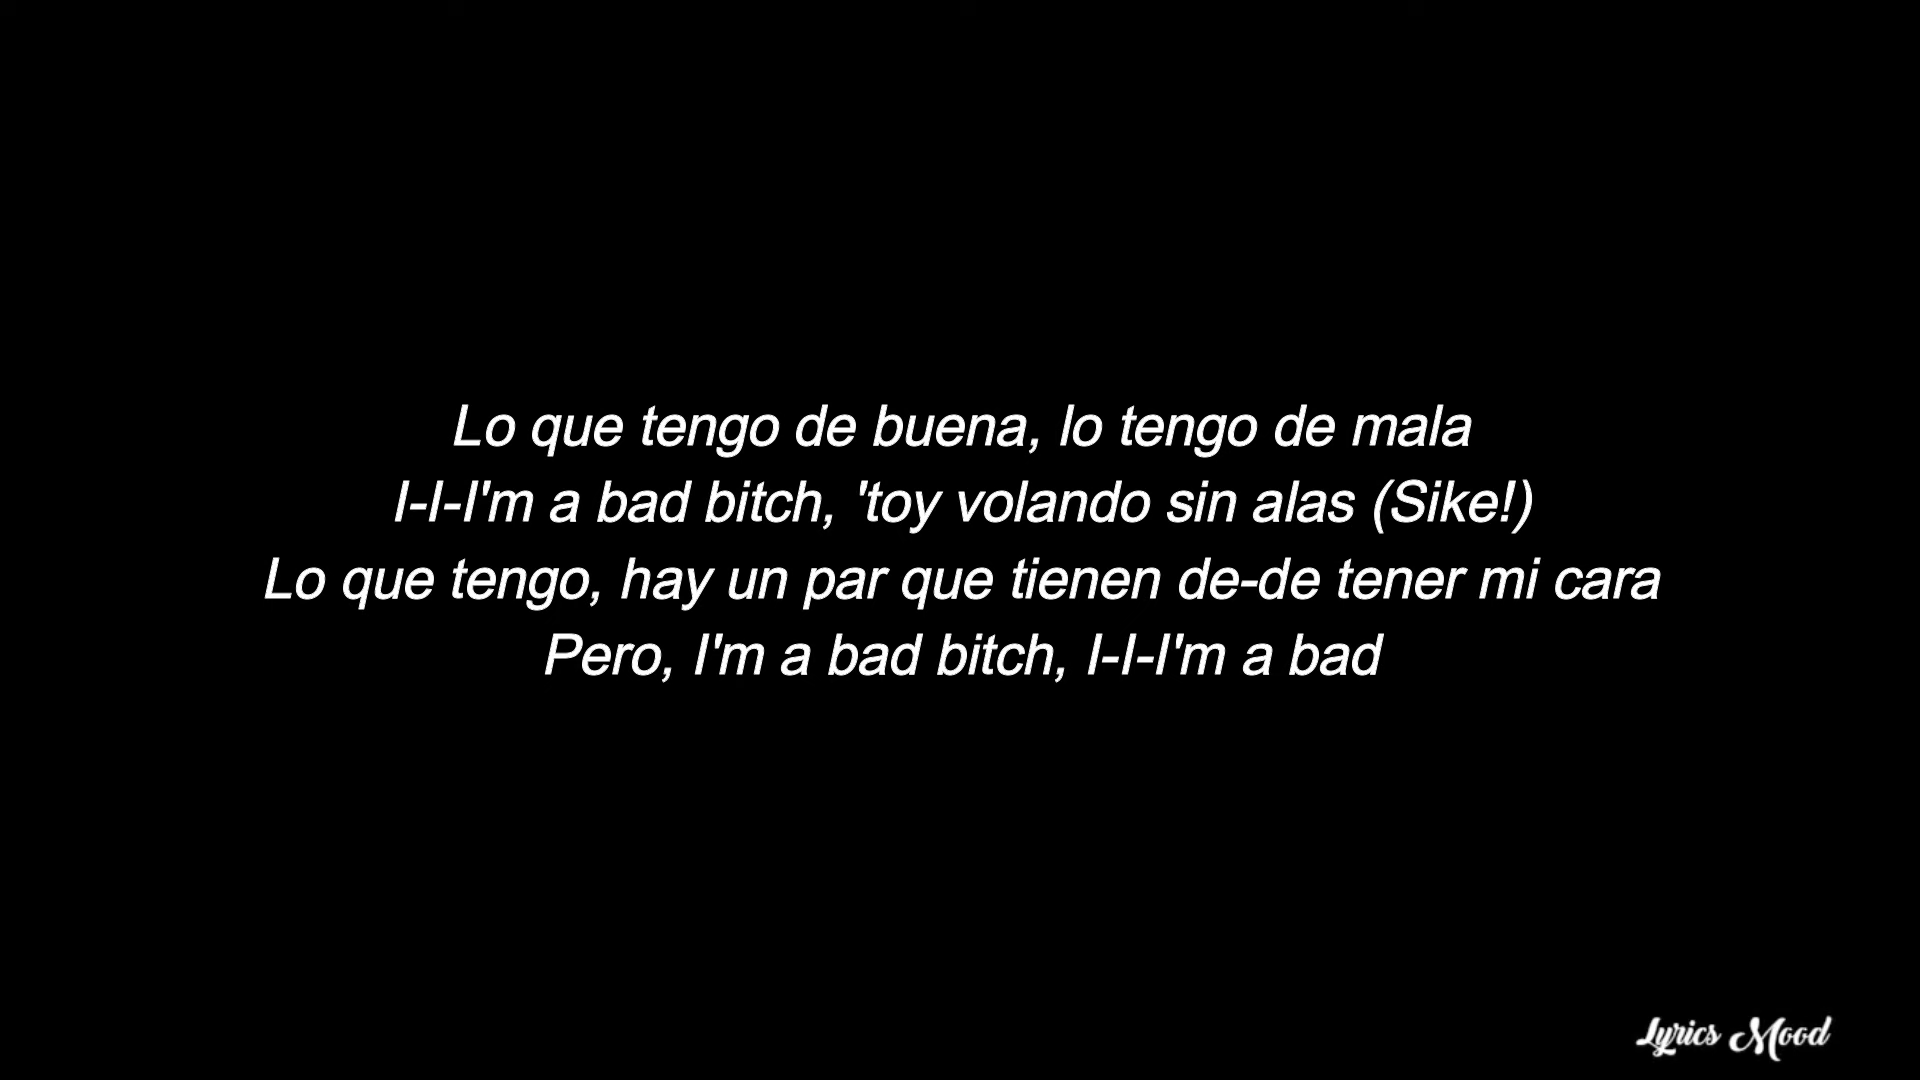 Lo que tengo de buena, lo tengo de mala
I-I-I'm a bad bitch, 'toy volando sin alas (Sike!)
Lo que tengo, hay un par que tienen de-de tener mi cara
Pero, I'm a bad bitch, I-I-I'm a bad
Lyrics Mood